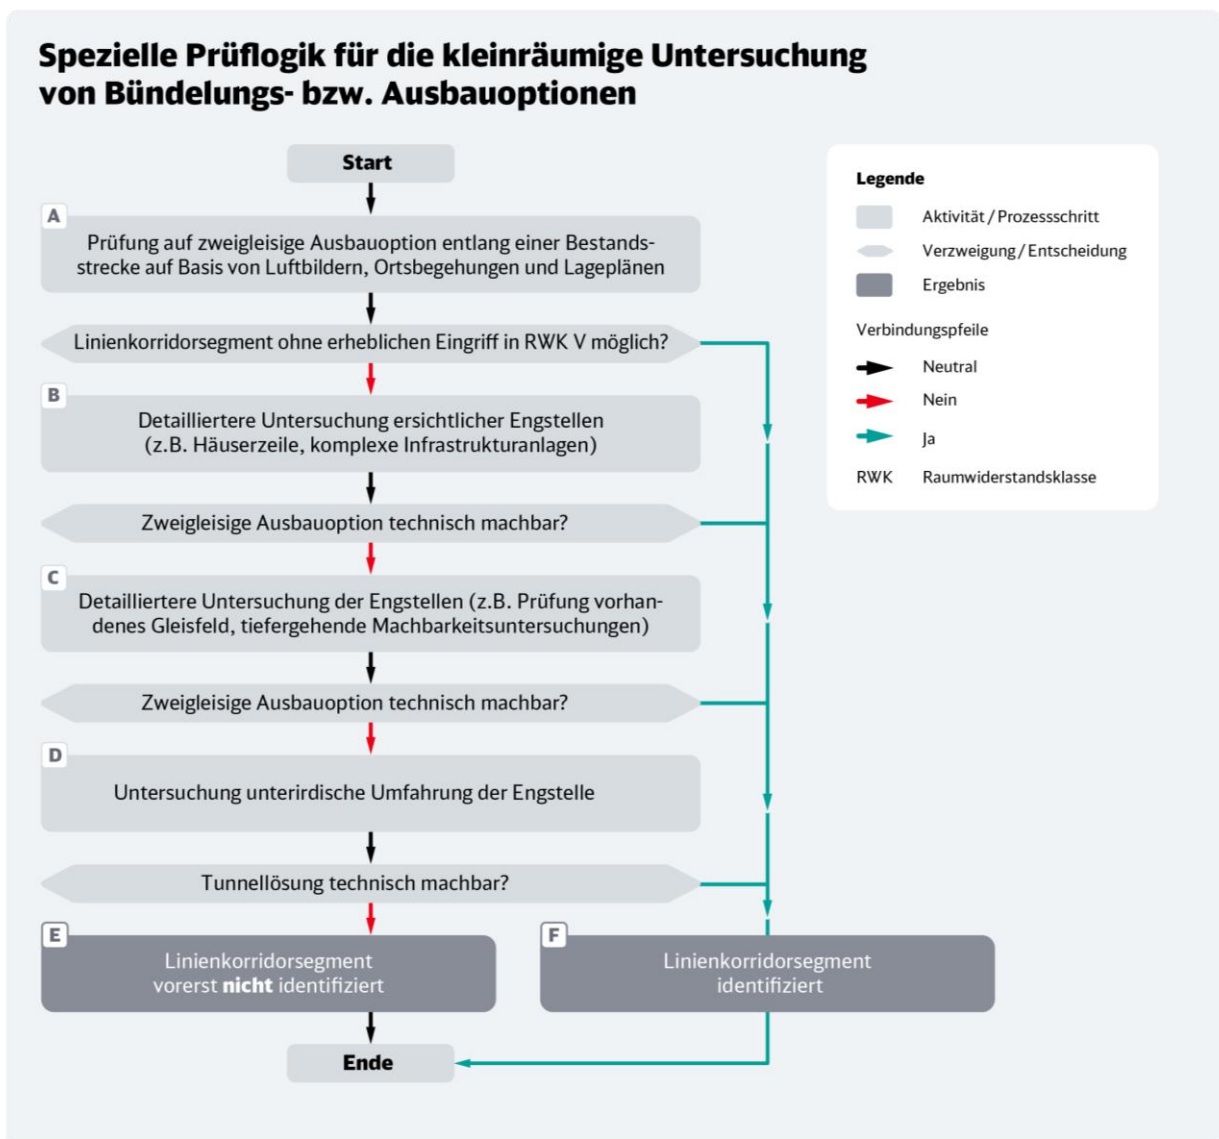 Spezielle Prüflogik für die kleinräumige Untersuchung
von Bündelungs- bzw. Ausbauoptionen
Start
A
Prüfung auf zweigleisige Ausbauoption entlang einer Bestands-
strecke auf Basis von Luftbildern, Ortsbegehungen und Lageplänen
Linienkorridorsegment ohne erheblichen Eingriff in RWK V möglich?
B
Detailliertere Untersuchung ersichtlicher Engstellen
(z.B. Häuserzeile, komplexe Infrastrukturanlagen)
Zweigleisige Ausbauoption technisch machbar?
C
Detailliertere Untersuchung der Engstellen (z.B. Prüfung vorhan-
denes Gleisfeld, tiefergehende Machbarkeitsuntersuchungen)
Zweigleisige Ausbauoption technisch machbar?
D
Untersuchung unterirdische Umfahrung der Engstelle
Tunnellösung technisch machbar?
E
Linienkorridorsegment
vorerst nicht identifiziert
F
Linienkorridorsegment
identifiziert
Ende
Legende
Aktivität / Prozessschritt
Verzweigung / Entscheidung
Ergebnis
Verbindungspfeile
Neutral
Nein
Ja
RWK Raumwiderstandsklasse